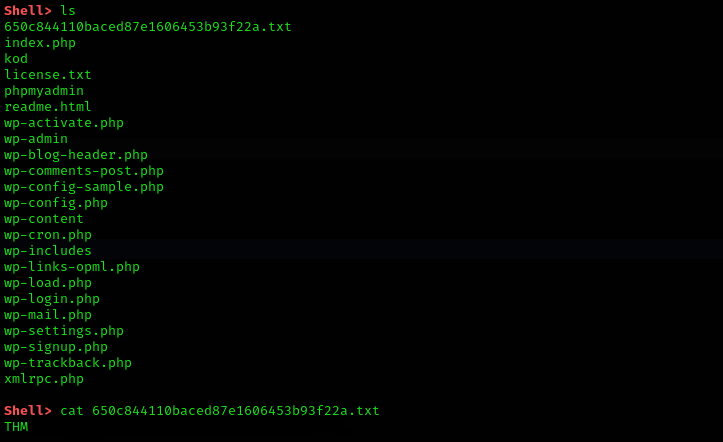 Shell> ls
650c844110baced87e1606453b93f22a.txt
index.php
kod
license.txt
phpmyadmin
readme.html
wp-activate.php
wp-admin
wp-blog-header.php
wp-comments-post.php
wp-config-sample.php
wp-config.php
wp-content
wp-cron.php
wp-includes
wp-links-opml.php
wp-load.php
wp-login.php
wp-mail.php
wp-settings.php
wp-signup.php
wp-trackback.php
xmlrpc.php
Shell> cat 650c844110baced87e1606453b93f22a.txt
THM